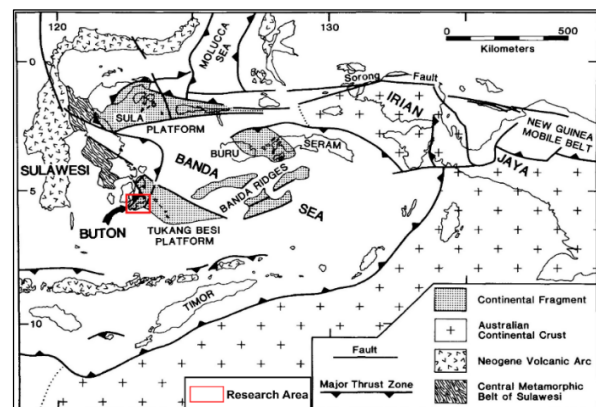 120
130
0
500
Kilometers
MOLUCCA
SEA
Sorong
Fault
SULA
PLATFORM
IRIAN
NEW GUINEA
MOBILE BELT
SULAWESI
BANDA
BURU
SERAM
JAYA
BANDA RIDGES
5
SEA
BUTON
TUKANG BESI
PLATFORM
TIMOR
10
Continental Fragment
Australian
Continental Crust
Fault
Neogene Volcanic Arc
Major Thrust Zone
Central Metamorphic
Belt of Sulawesi
Research Area